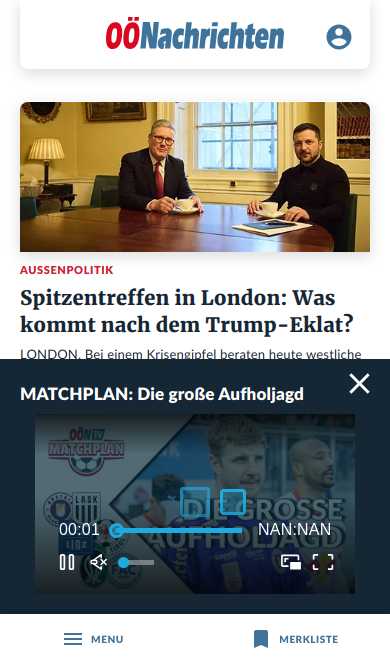 OÖNachrichten
AUSSENPOLITIK
Spitzentreffen in London: Was
kommt nach dem Trump-Eklat?
LONDON. Bei einem Krisengipfel beraten heute westliche
MATCHPLAN: Die große Aufholjagd
OÖN TV
MATCHPLAN
LASK
DIE GROSSE
AUFHOLJAGD
00:01
NAN:NAN
MENU
MERKLISTE